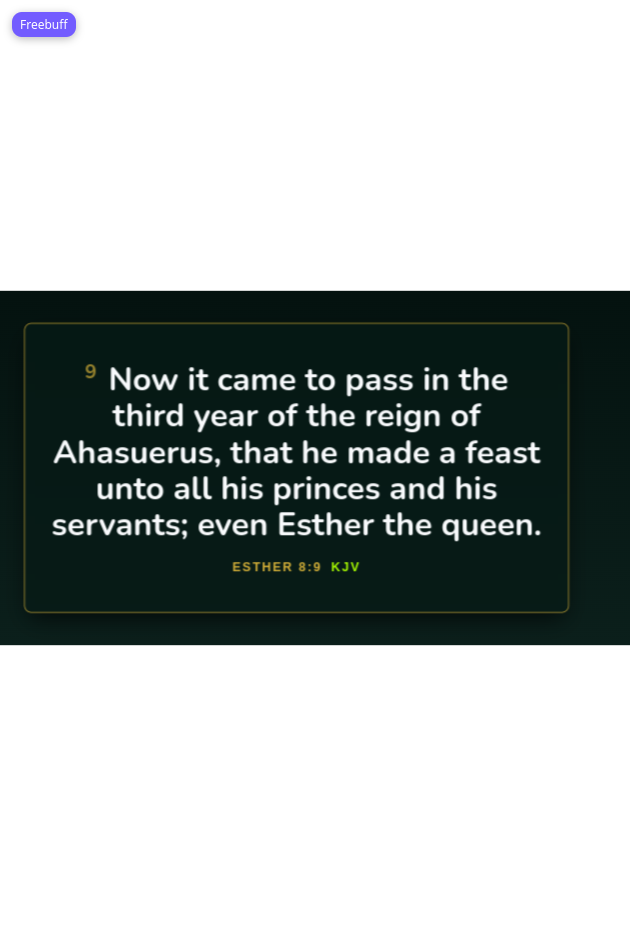 Freebuff
9 Now it came to pass in the
third year of the reign of
Ahasuerus, that he made a feast
unto all his princes and his
servants; even Esther the queen.
ESTHER 8:9 KJV